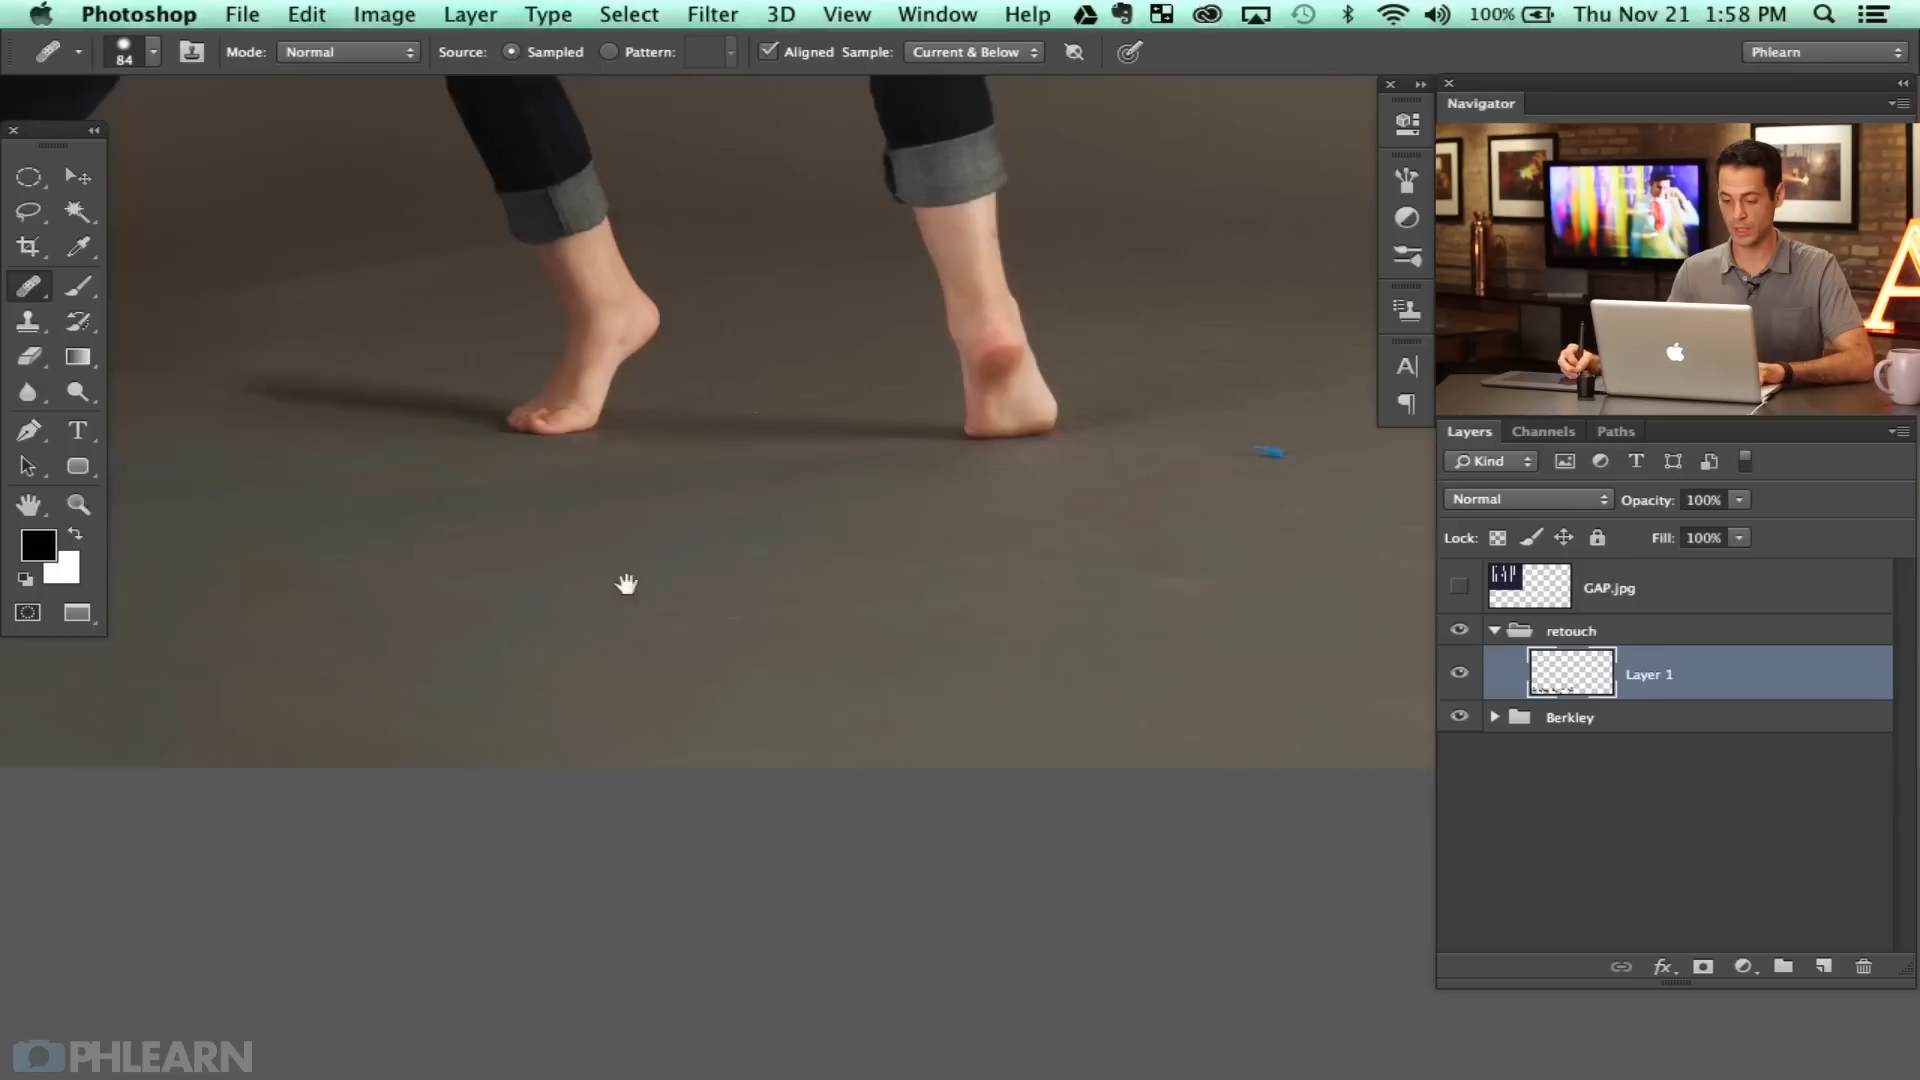 Photoshop File Edit Image Layer Type Select Filter 3D View Window Help 100% Thu Nov 21 1:58 PM
84 Mode: Normal Source: Sampled Pattern: Aligned Sample: Current & Below Phlearn
Navigator
A
Layers Channels Paths
Kind
Normal Opacity: 100%
Lock: Fill: 100%
GAP GAP.jpg
retouch
Layer 1
Berkley
fx
PHLEARN